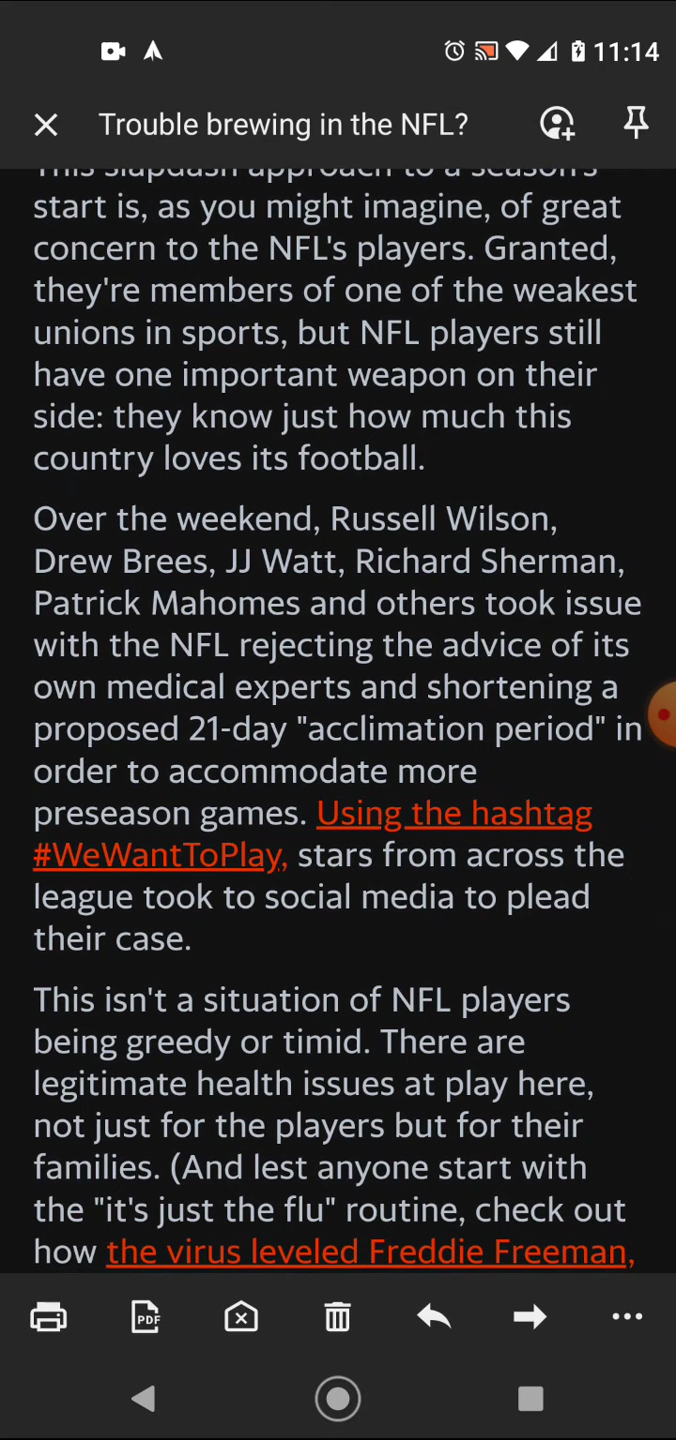 11:14
Trouble brewing in the NFL?
This slapdash approach to a season's
start is, as you might imagine, of great
concern to the NFL's players. Granted,
they're members of one of the weakest
unions in sports, but NFL players still
have one important weapon on their
side: they know just how much this
country loves its football.
Over the weekend, Russell Wilson,
Drew Brees, JJ Watt, Richard Sherman,
Patrick Mahomes and others took issue
with the NFL rejecting the advice of its
own medical experts and shortening a
proposed 21-day "acclimation period" in
order to accommodate more
preseason games. Using the hashtag
#WeWantToPlay, stars from across the
league took to social media to plead
their case.
This isn't a situation of NFL players
being greedy or timid. There are
legitimate health issues at play here,
not just for the players but for their
families. (And lest anyone start with
the "it's just the flu" routine, check out
how the virus leveled Freddie Freeman,
PDF